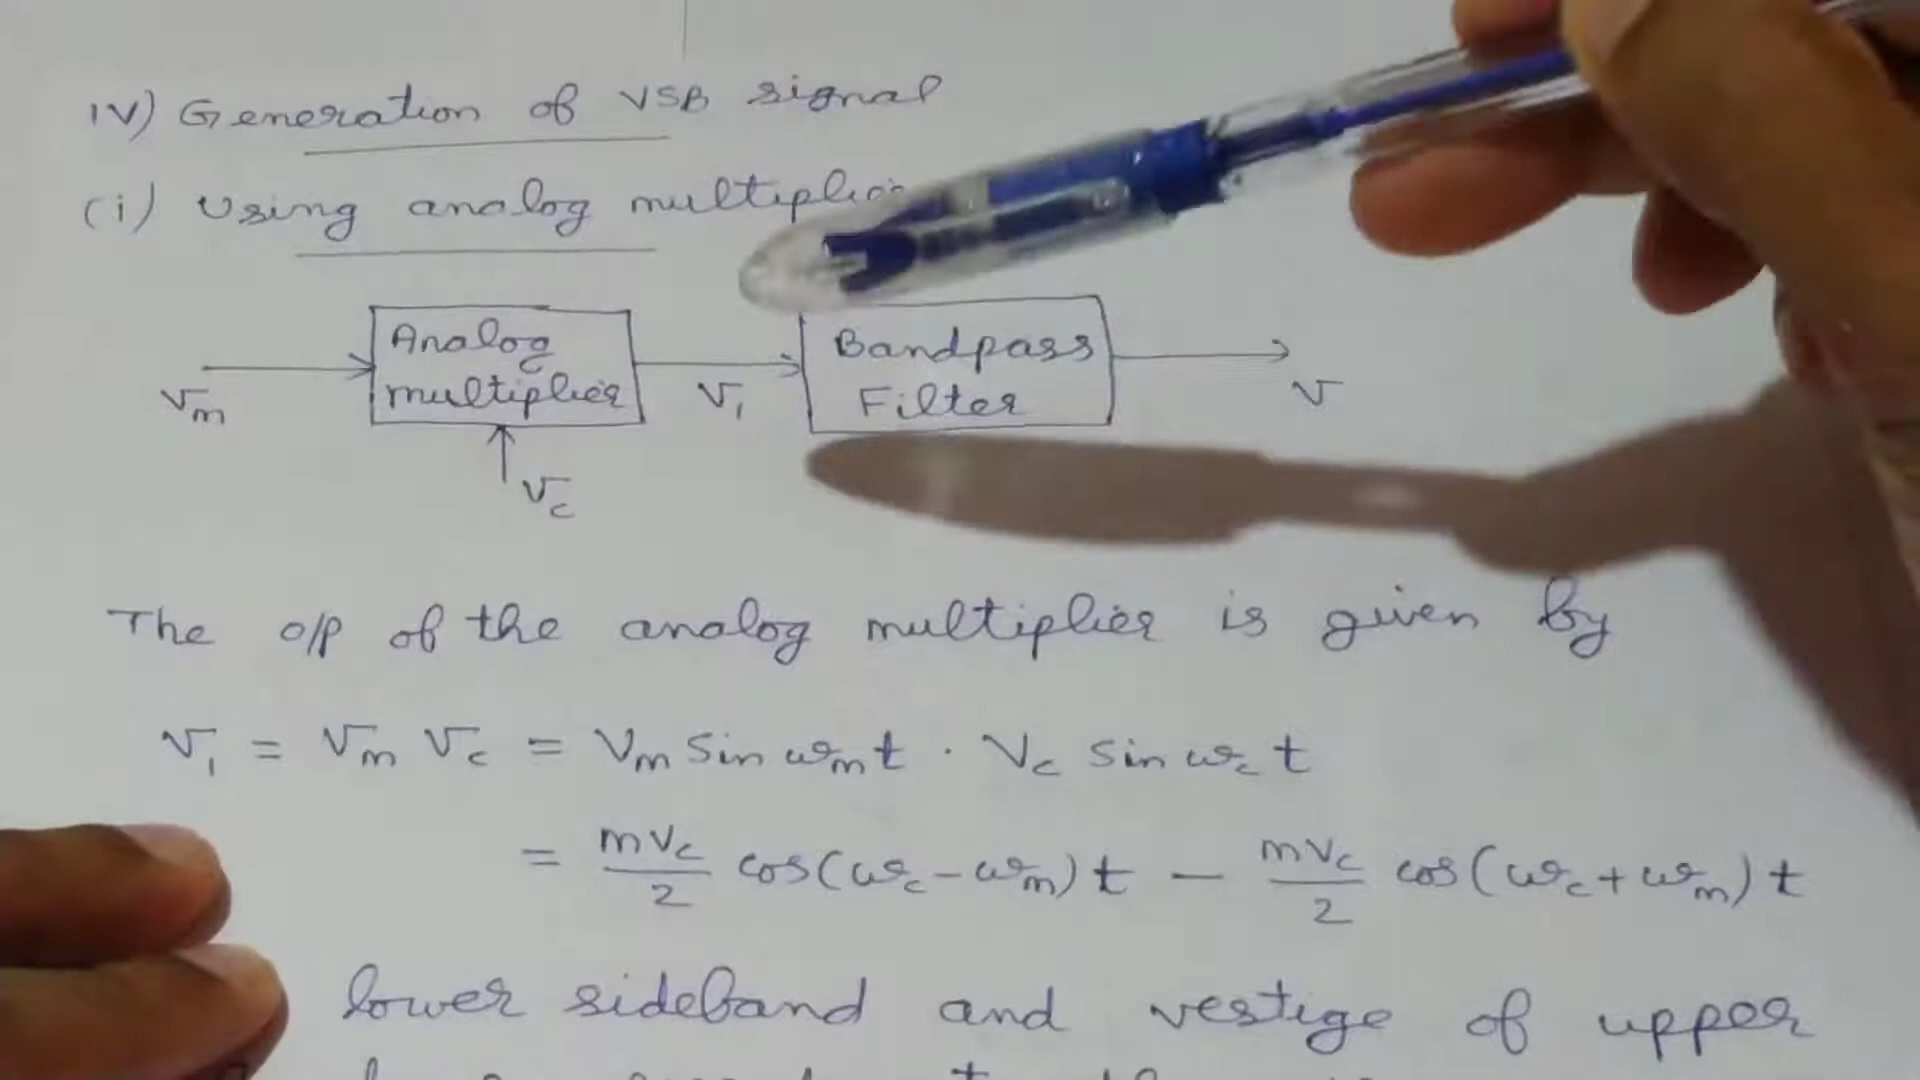 IV) Generation of VSB signal
(i) Using analog multiplier
Analog
multiplier
Bandpass
Filter
Vm
V1
V
Vc
The o/p of the analog multiplier is given by
V1 = Vm Vc = Vm Sin ωmt · Vc Sin ωct
= mVc/2 cos(ωc-ωm)t - mVc/2 cos(ωc+ωm)t
lower sideband and vestige of upper